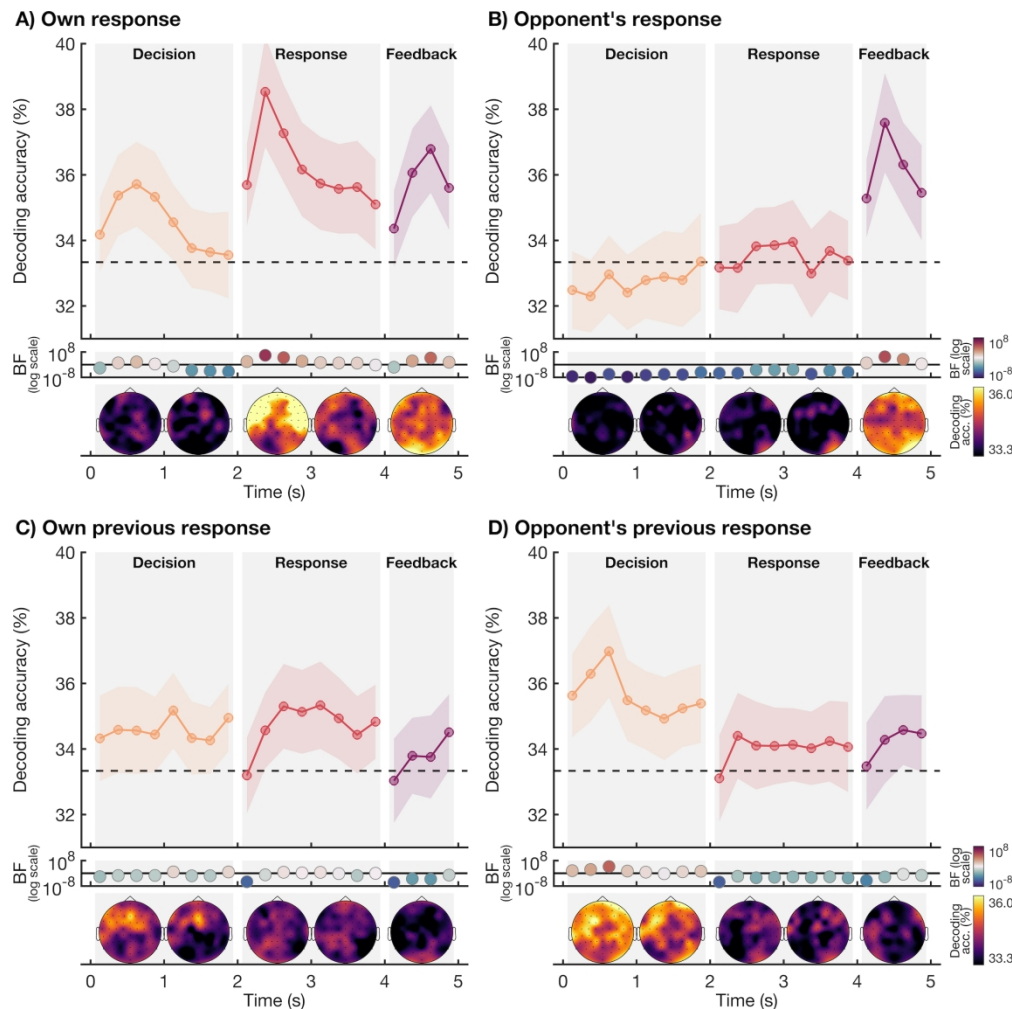 A) Own response
B) Opponent's response
40
Decision
Response
Feedback
38
36
34
32
Decoding accuracy (%)
BF
(log scale)
10^8
10^-8
0 1 2 3 4 5
Time (s)
40
Decision
Response
Feedback
38
36
34
32
Decoding accuracy (%)
BF
(log scale)
10^8
10^-8
0 1 2 3 4 5
Time (s)
BF (log scale)
10^8
10^-8
Decoding acc. (%)
36.0
33.3
C) Own previous response
D) Opponent's previous response
40
Decision
Response
Feedback
38
36
34
32
Decoding accuracy (%)
BF
(log scale)
10^8
10^-8
0 1 2 3 4 5
Time (s)
40
Decision
Response
Feedback
38
36
34
32
Decoding accuracy (%)
BF
(log scale)
10^8
10^-8
0 1 2 3 4 5
Time (s)
BF (log scale)
10^8
10^-8
Decoding acc. (%)
36.0
33.3